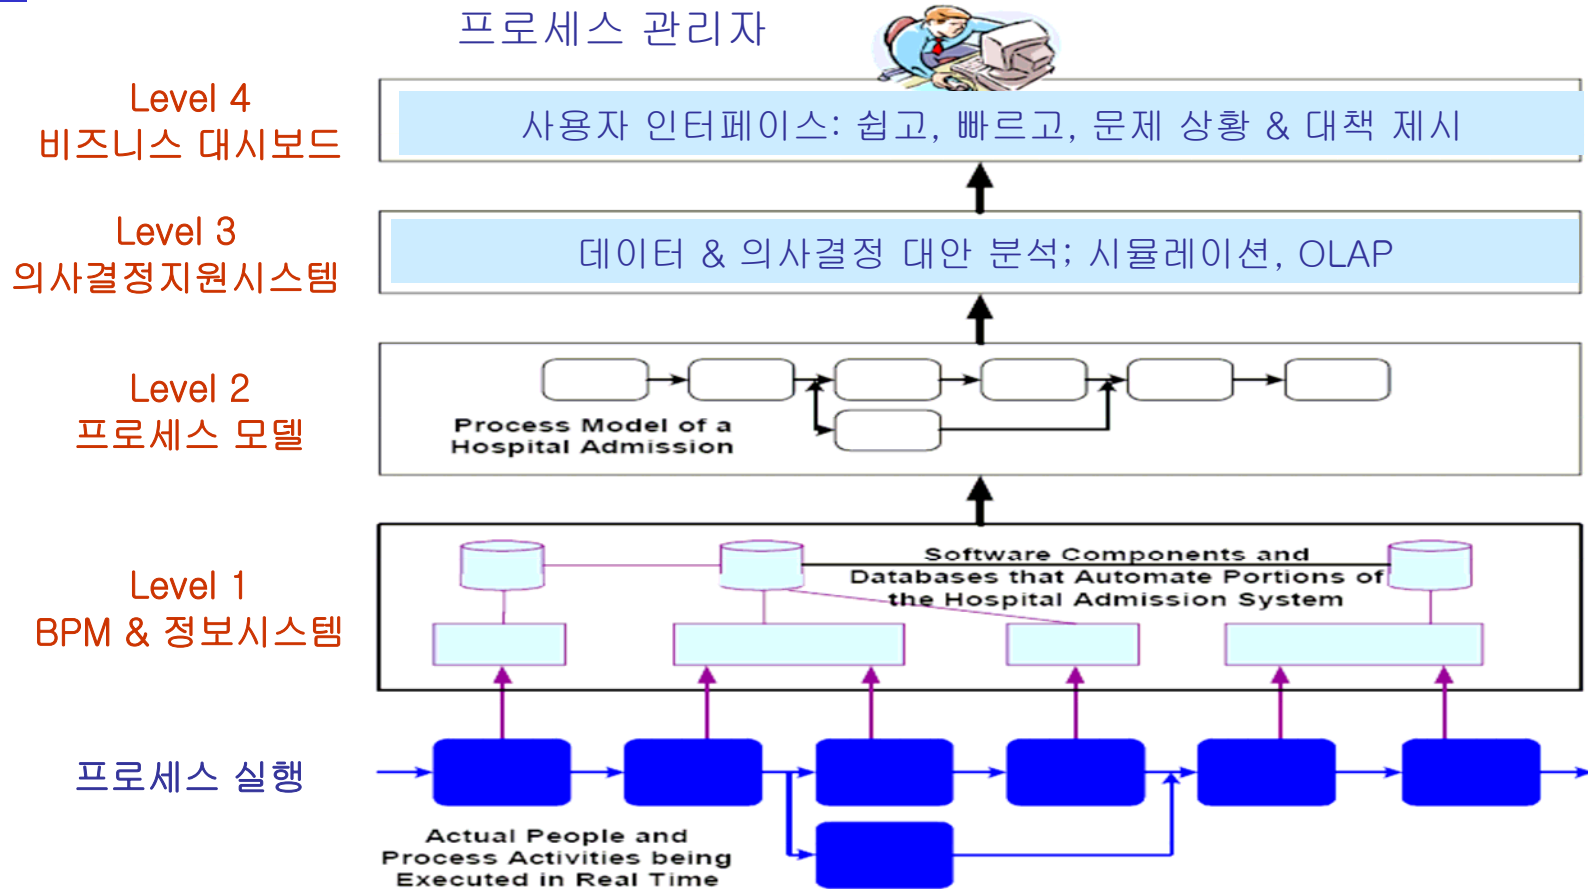 프로세스 관리자
Level 4
비즈니스 대시보드
사용자 인터페이스: 쉽고, 빠르고, 문제 상황 & 대책 제시
Level 3
의사결정지원시스템
데이터 & 의사결정 대안 분석; 시뮬레이션, OLAP
Level 2
프로세스 모델
Process Model of a
Hospital Admission
Level 1
BPM & 정보시스템
Software Components and
Databases that Automate Portions of
the Hospital Admission System
프로세스 실행
Actual People and
Process Activities being
Executed in Real Time